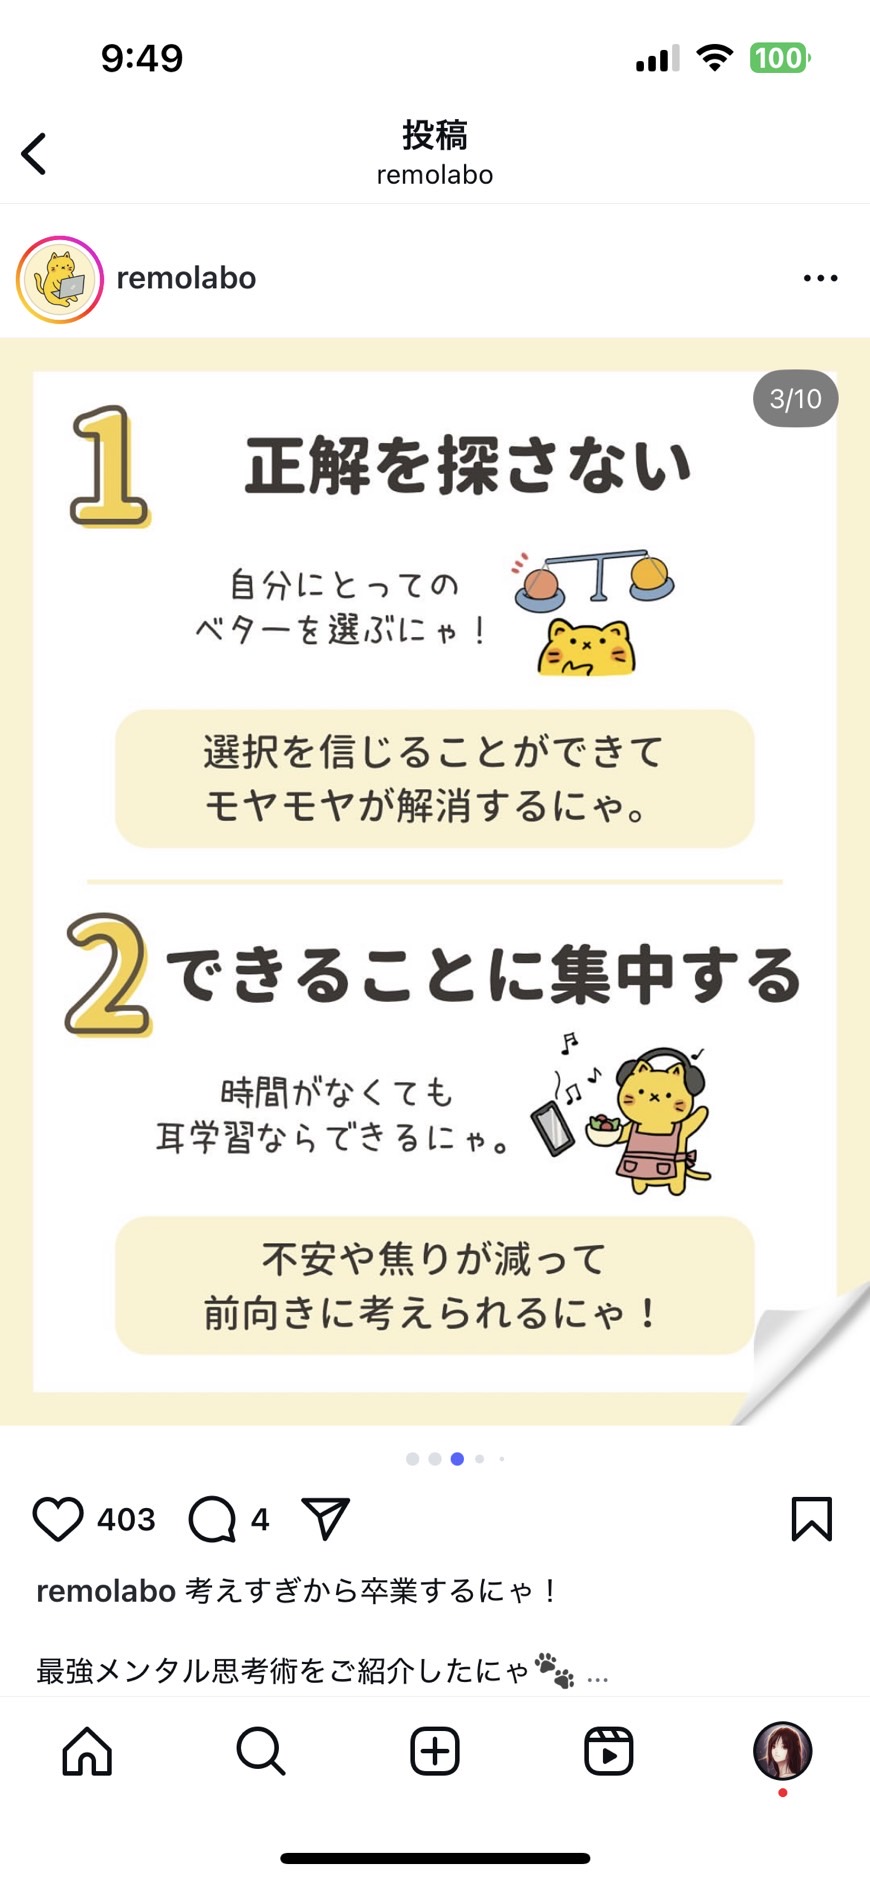 9:49
100
投稿
remolabo
remolabo
3/10
1 正解を探さない
自分にとっての
ベターを選ぶにゃ！
選択を信じることができて
モヤモヤが解消するにゃ。
2 できることに集中する
時間がなくても
耳学習ならできるにゃ。
不安や焦りが減って
前向きに考えられるにゃ！
403 4
remolabo 考えすぎから卒業するにゃ！
最強メンタル思考術をご紹介したにゃ🐾 ...